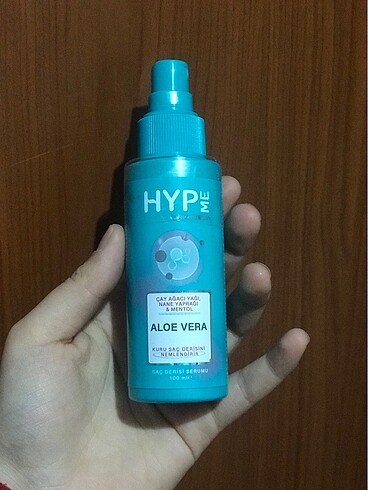 HYP ME
ÇAY AĞACI YAĞI,
NANE YAPRAĞI
& MENTOL
ALOE VERA
KURU SAÇ DERİSİNİ
NEMLENDİRİR
SAÇ DERİSİ SERUMU
100 ml